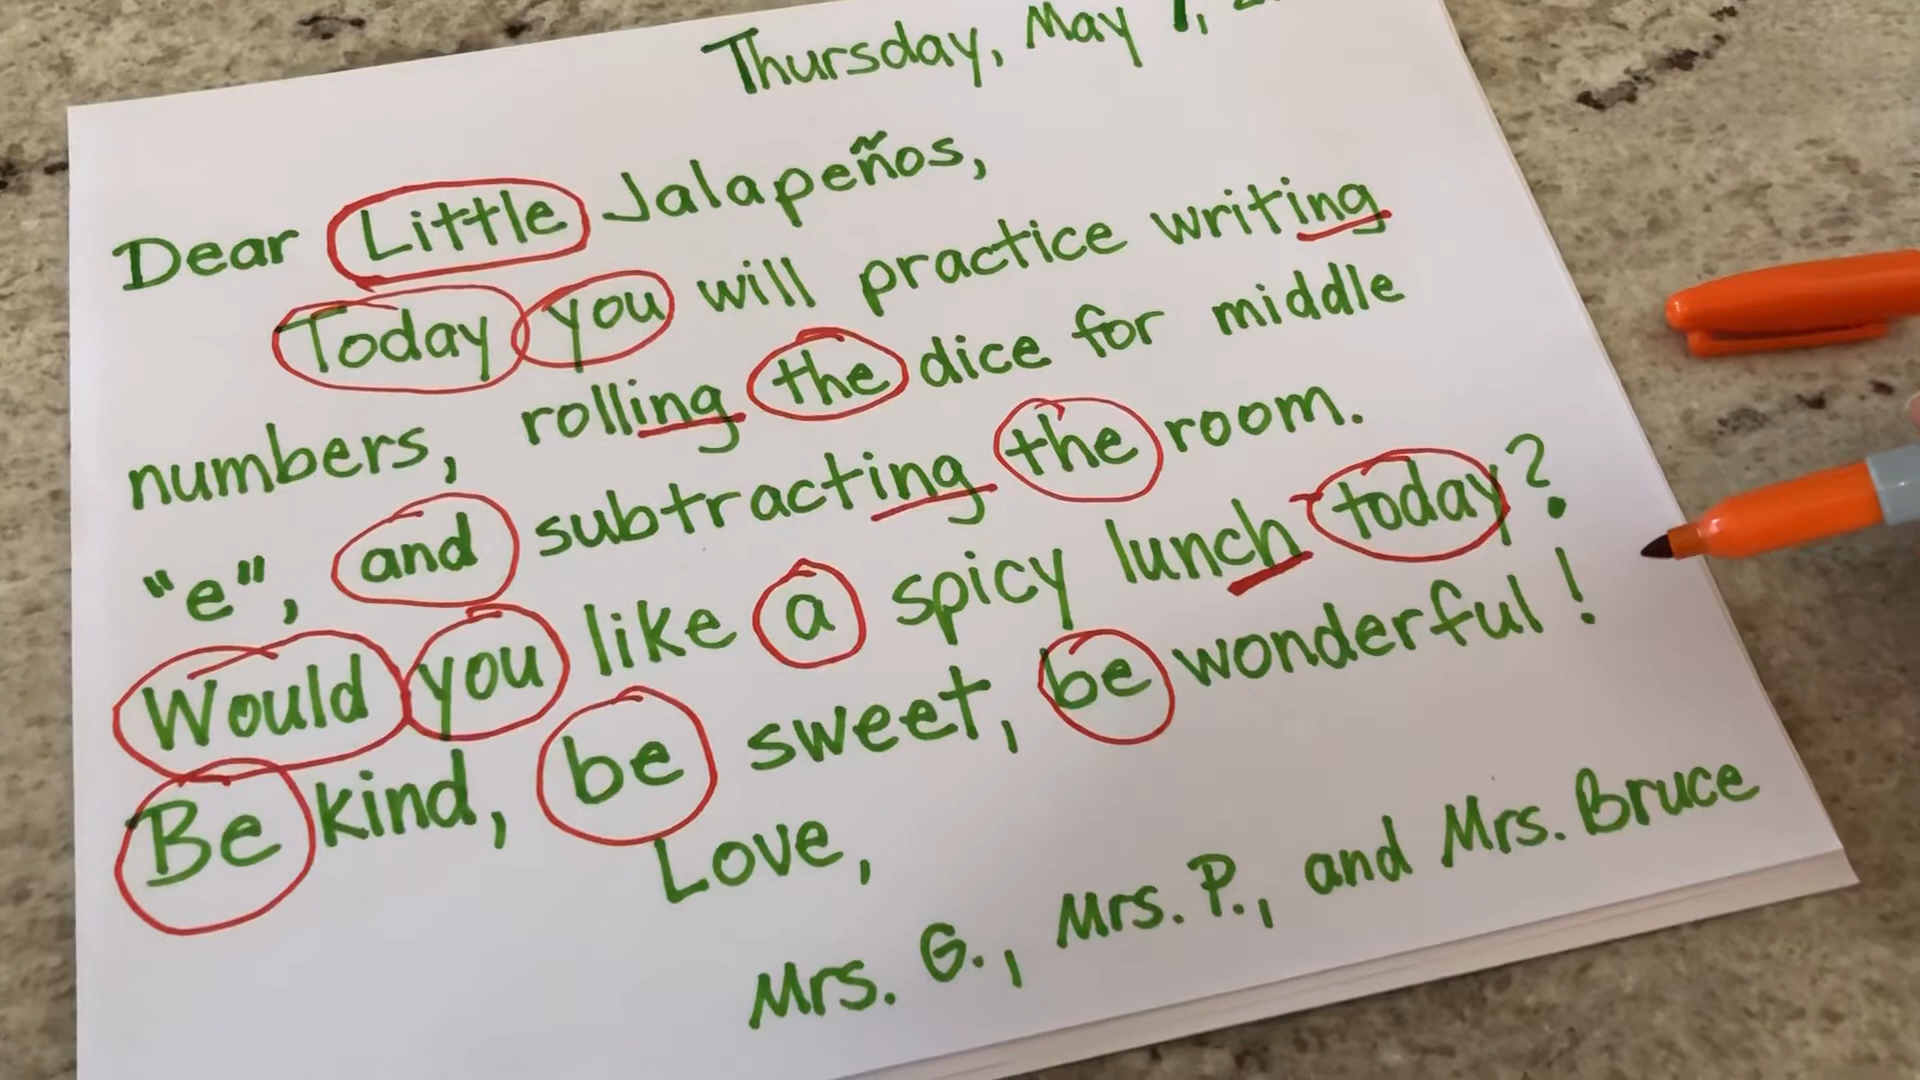 Thursday, May 7,
Dear Little Jalapeños,
Today you will practice writing
numbers, rolling the dice for middle
"e", and subtracting the room.
Would you like a spicy lunch today?
Be kind, be sweet, be wonderful!
Love,
Mrs. G., Mrs. P., and Mrs. Bruce